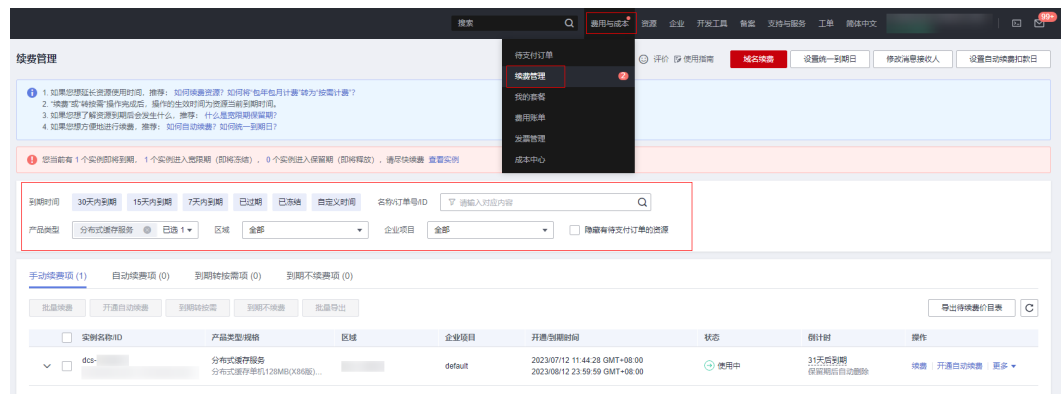 搜索 费用与成本 资源 企业 开发工具 备案 支持与服务 工单 简体中文 99+
续费管理
评价 使用指南 域名续费 设置统一到期日 修改消息接收人 设置自动续费扣款日
待支付订单
续费管理 2
我的套餐
费用账单
发票管理
成本中心
1. 如果您想延长资源使用时间，推荐： 如何续费资源？如何将“包年包月计费”转为“按需计费”？
2. “续费”或“转按需”操作完成后，操作的生效时间为资源当前到期时间。
3. 如果您想了解资源到期后会发生什么，推荐： 什么是宽限期保留期？
4. 如果您想方便地进行续费，推荐： 如何自动续费？如何统一到期日？
您当前有 1 个实例即将到期， 1 个实例进入宽限期（即将冻结）， 0 个实例进入保留期（即将释放），请尽快续费 查看实例
到期时间 30天内到期 15天内到期 7天内到期 已过期 已冻结 自定义时间 名称/订单号/ID 请输入对应内容
产品类型 分布式缓存服务 已选 1 区域 全部 企业项目 全部 隐藏有待支付订单的资源
手动续费项 (1) 自动续费项 (0) 到期转按需项 (0) 到期不续费项 (0)
批量续费 开通自动续费 到期转按需 到期不续费 批量导出 导出待续费价目表
实例名称/ID 产品类型/规格 区域 企业项目 开通/到期时间 状态 倒计时 操作
dcs- 分布式缓存服务 default 2023/07/12 11:44:28 GMT+08:00 使用中 31天后到期 续费 开通自动续费 更多
分布式缓存单机128MB(X86版)... 2023/08/12 23:59:59 GMT+08:00 保留期后自动删除